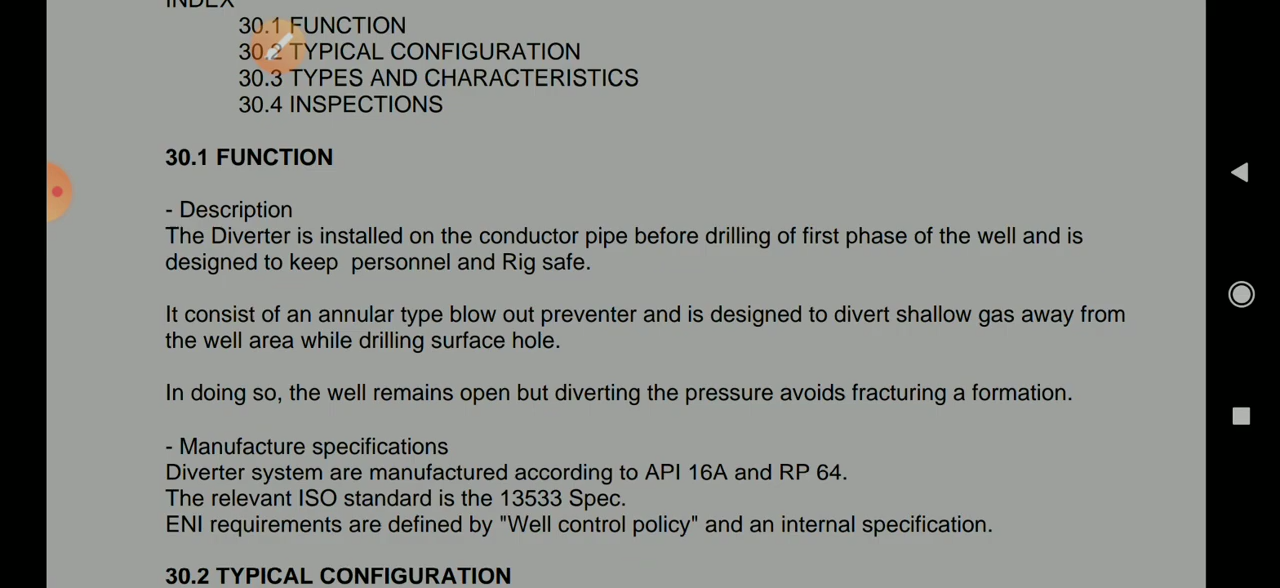 INDEX
30.1 FUNCTION
30.2 TYPICAL CONFIGURATION
30.3 TYPES AND CHARACTERISTICS
30.4 INSPECTIONS
30.1 FUNCTION
- Description
The Diverter is installed on the conductor pipe before drilling of first phase of the well and is
designed to keep  personnel and Rig safe.
It consist of an annular type blow out preventer and is designed to divert shallow gas away from
the well area while drilling surface hole.
In doing so, the well remains open but diverting the pressure avoids fracturing a formation.
- Manufacture specifications
Diverter system are manufactured according to API 16A and RP 64.
The relevant ISO standard is the 13533 Spec.
ENI requirements are defined by "Well control policy" and an internal specification.
30.2 TYPICAL CONFIGURATION